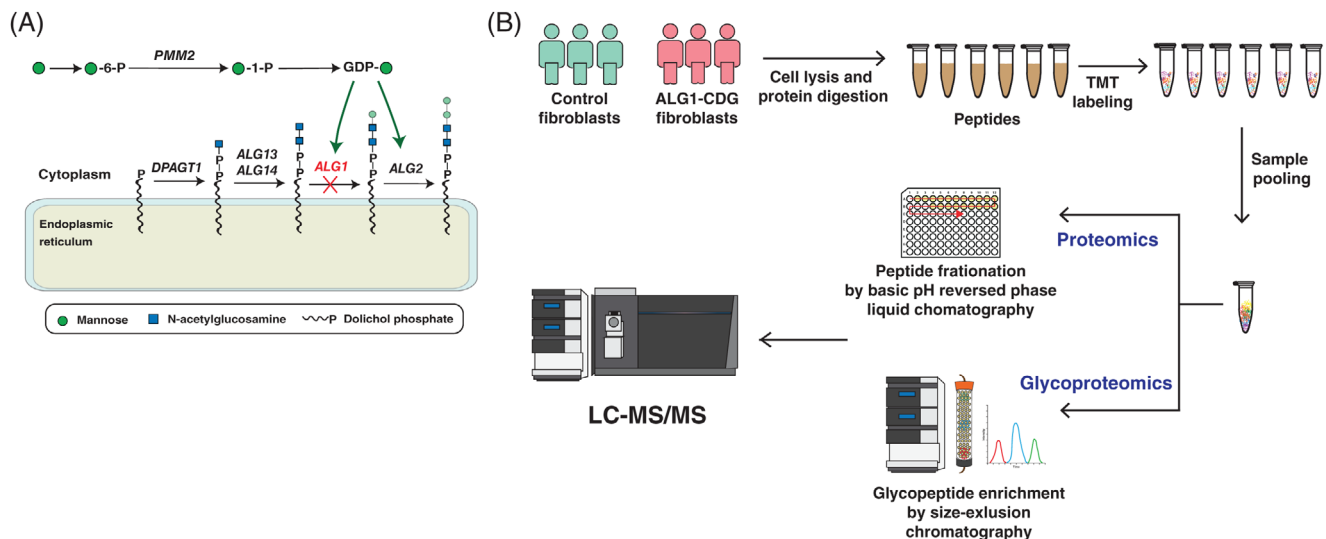 (A)
-6-P
PMM2
-1-P
GDP-
Cytoplasm
P
DPAGT1
P
P
ALG13
ALG14
P
P
ALG1
P
P
ALG2
P
P
Endoplasmic
reticulum
Mannose
N-acetylglucosamine
P Dolichol phosphate
(B)
Control
fibroblasts
ALG1-CDG
fibroblasts
Cell lysis and
protein digestion
Peptides
TMT
labeling
Sample
pooling
Proteomics
Peptide frationation
by basic pH reversed phase
liquid chomatography
Glycoproteomics
Glycopeptide enrichment
by size-exlusion
chromatography
LC-MS/MS